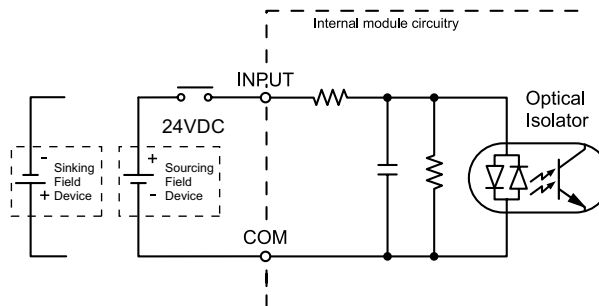 Internal module circuitry
INPUT
24VDC
Optical
Isolator
- Sinking
Field
+ Device
+ Sourcing
Field
- Device
COM